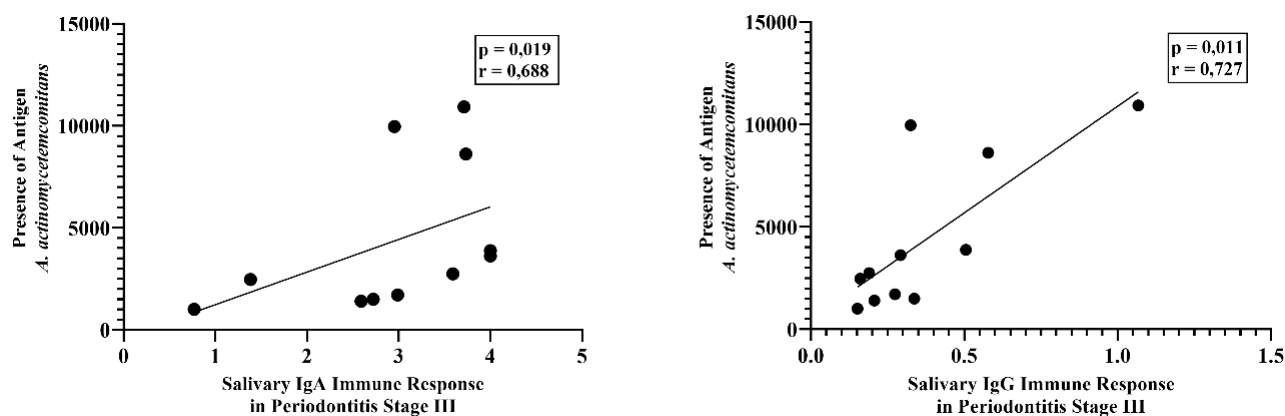 15000
10000
5000
0
Presence of Antigen
A. actinomycetemcomitans
p = 0,019
r = 0,688
0 1 2 3 4 5
Salivary IgA Immune Response
in Periodontitis Stage III
15000
10000
5000
0
Presence of Antigen
A. actinomycetemcomitans
p = 0,011
r = 0,727
0.0 0.5 1.0 1.5
Salivary IgG Immune Response
in Periodontitis Stage III